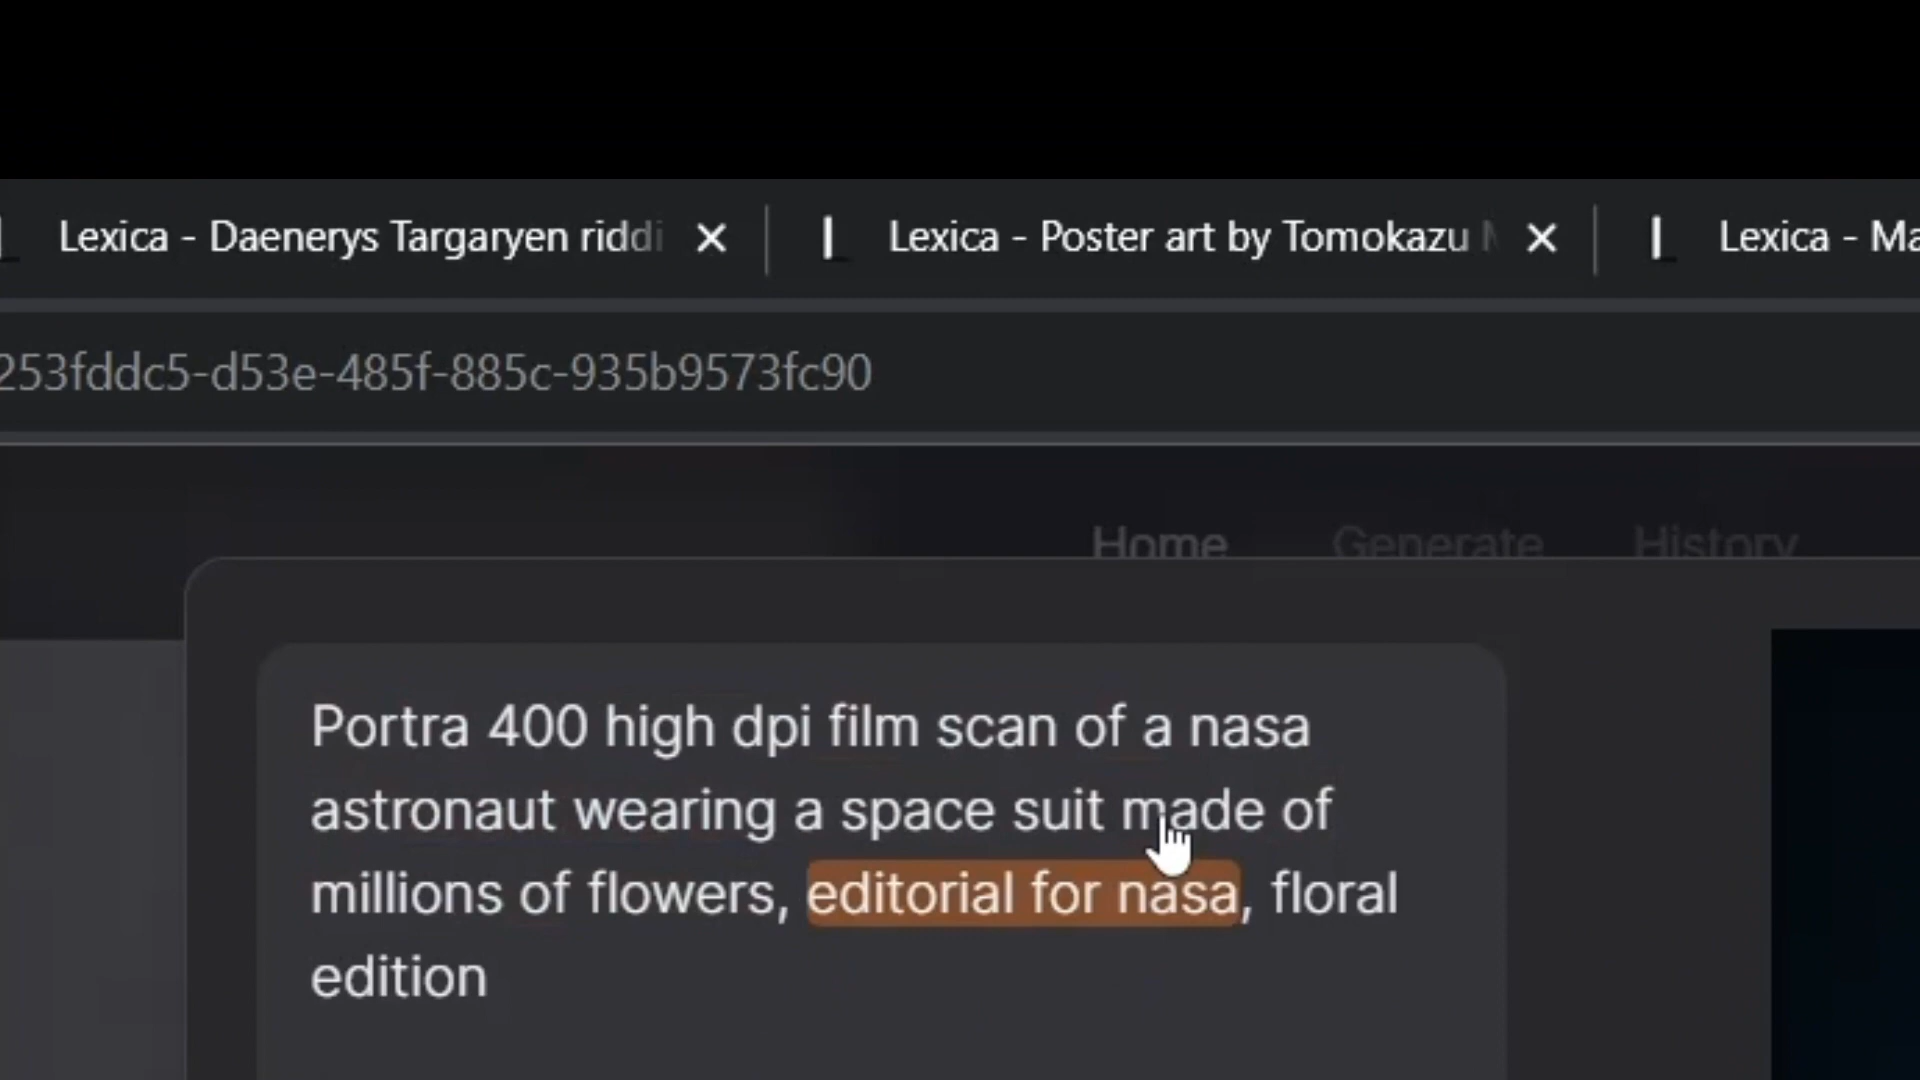 Lexica - Daenerys Targaryen riddi
Lexica - Poster art by Tomokazu
Lexica - Ma
253fddc5-d53e-485f-885c-935b9573fc90
Home Generate History
Portra 400 high dpi film scan of a nasa
astronaut wearing a space suit made of
millions of flowers, editorial for nasa, floral
edition